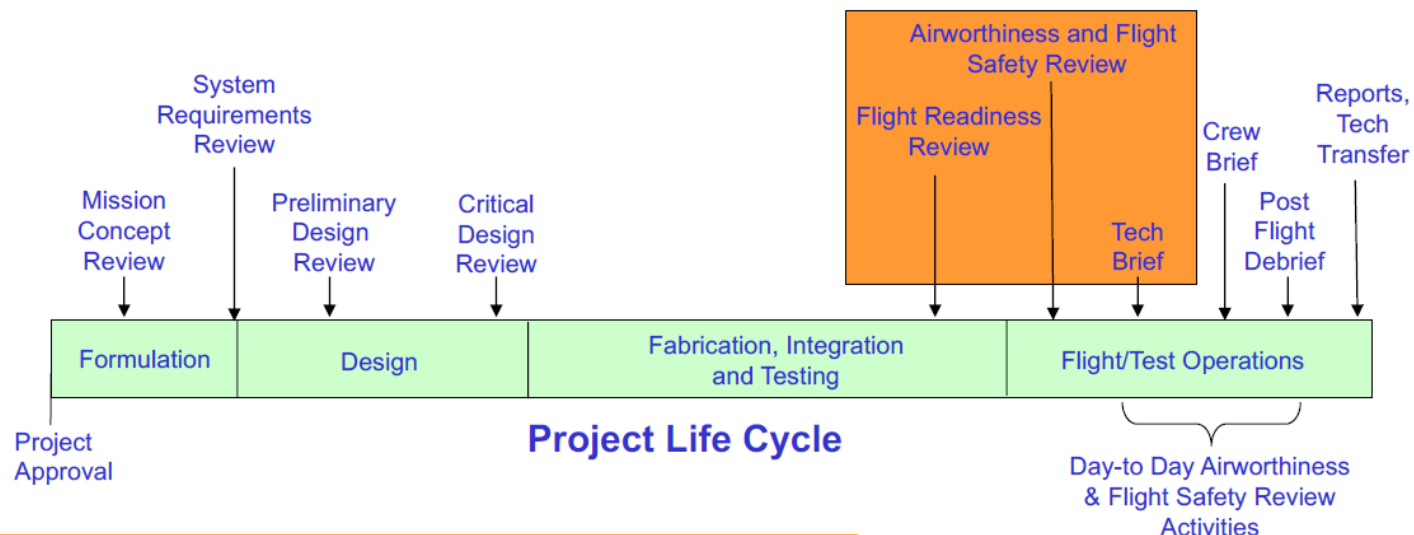 Airworthiness and Flight
Safety Review
System
Requirements
Review
Flight Readiness
Review
Reports,
Tech
Transfer
Crew
Brief
Mission
Concept
Review
Preliminary
Design
Review
Critical
Design
Review
Tech
Brief
Post
Flight
Debrief
Formulation
Design
Fabrication, Integration
and Testing
Flight/Test Operations
Project
Approval
Project Life Cycle
Day-to Day Airworthiness
& Flight Safety Review
Activities